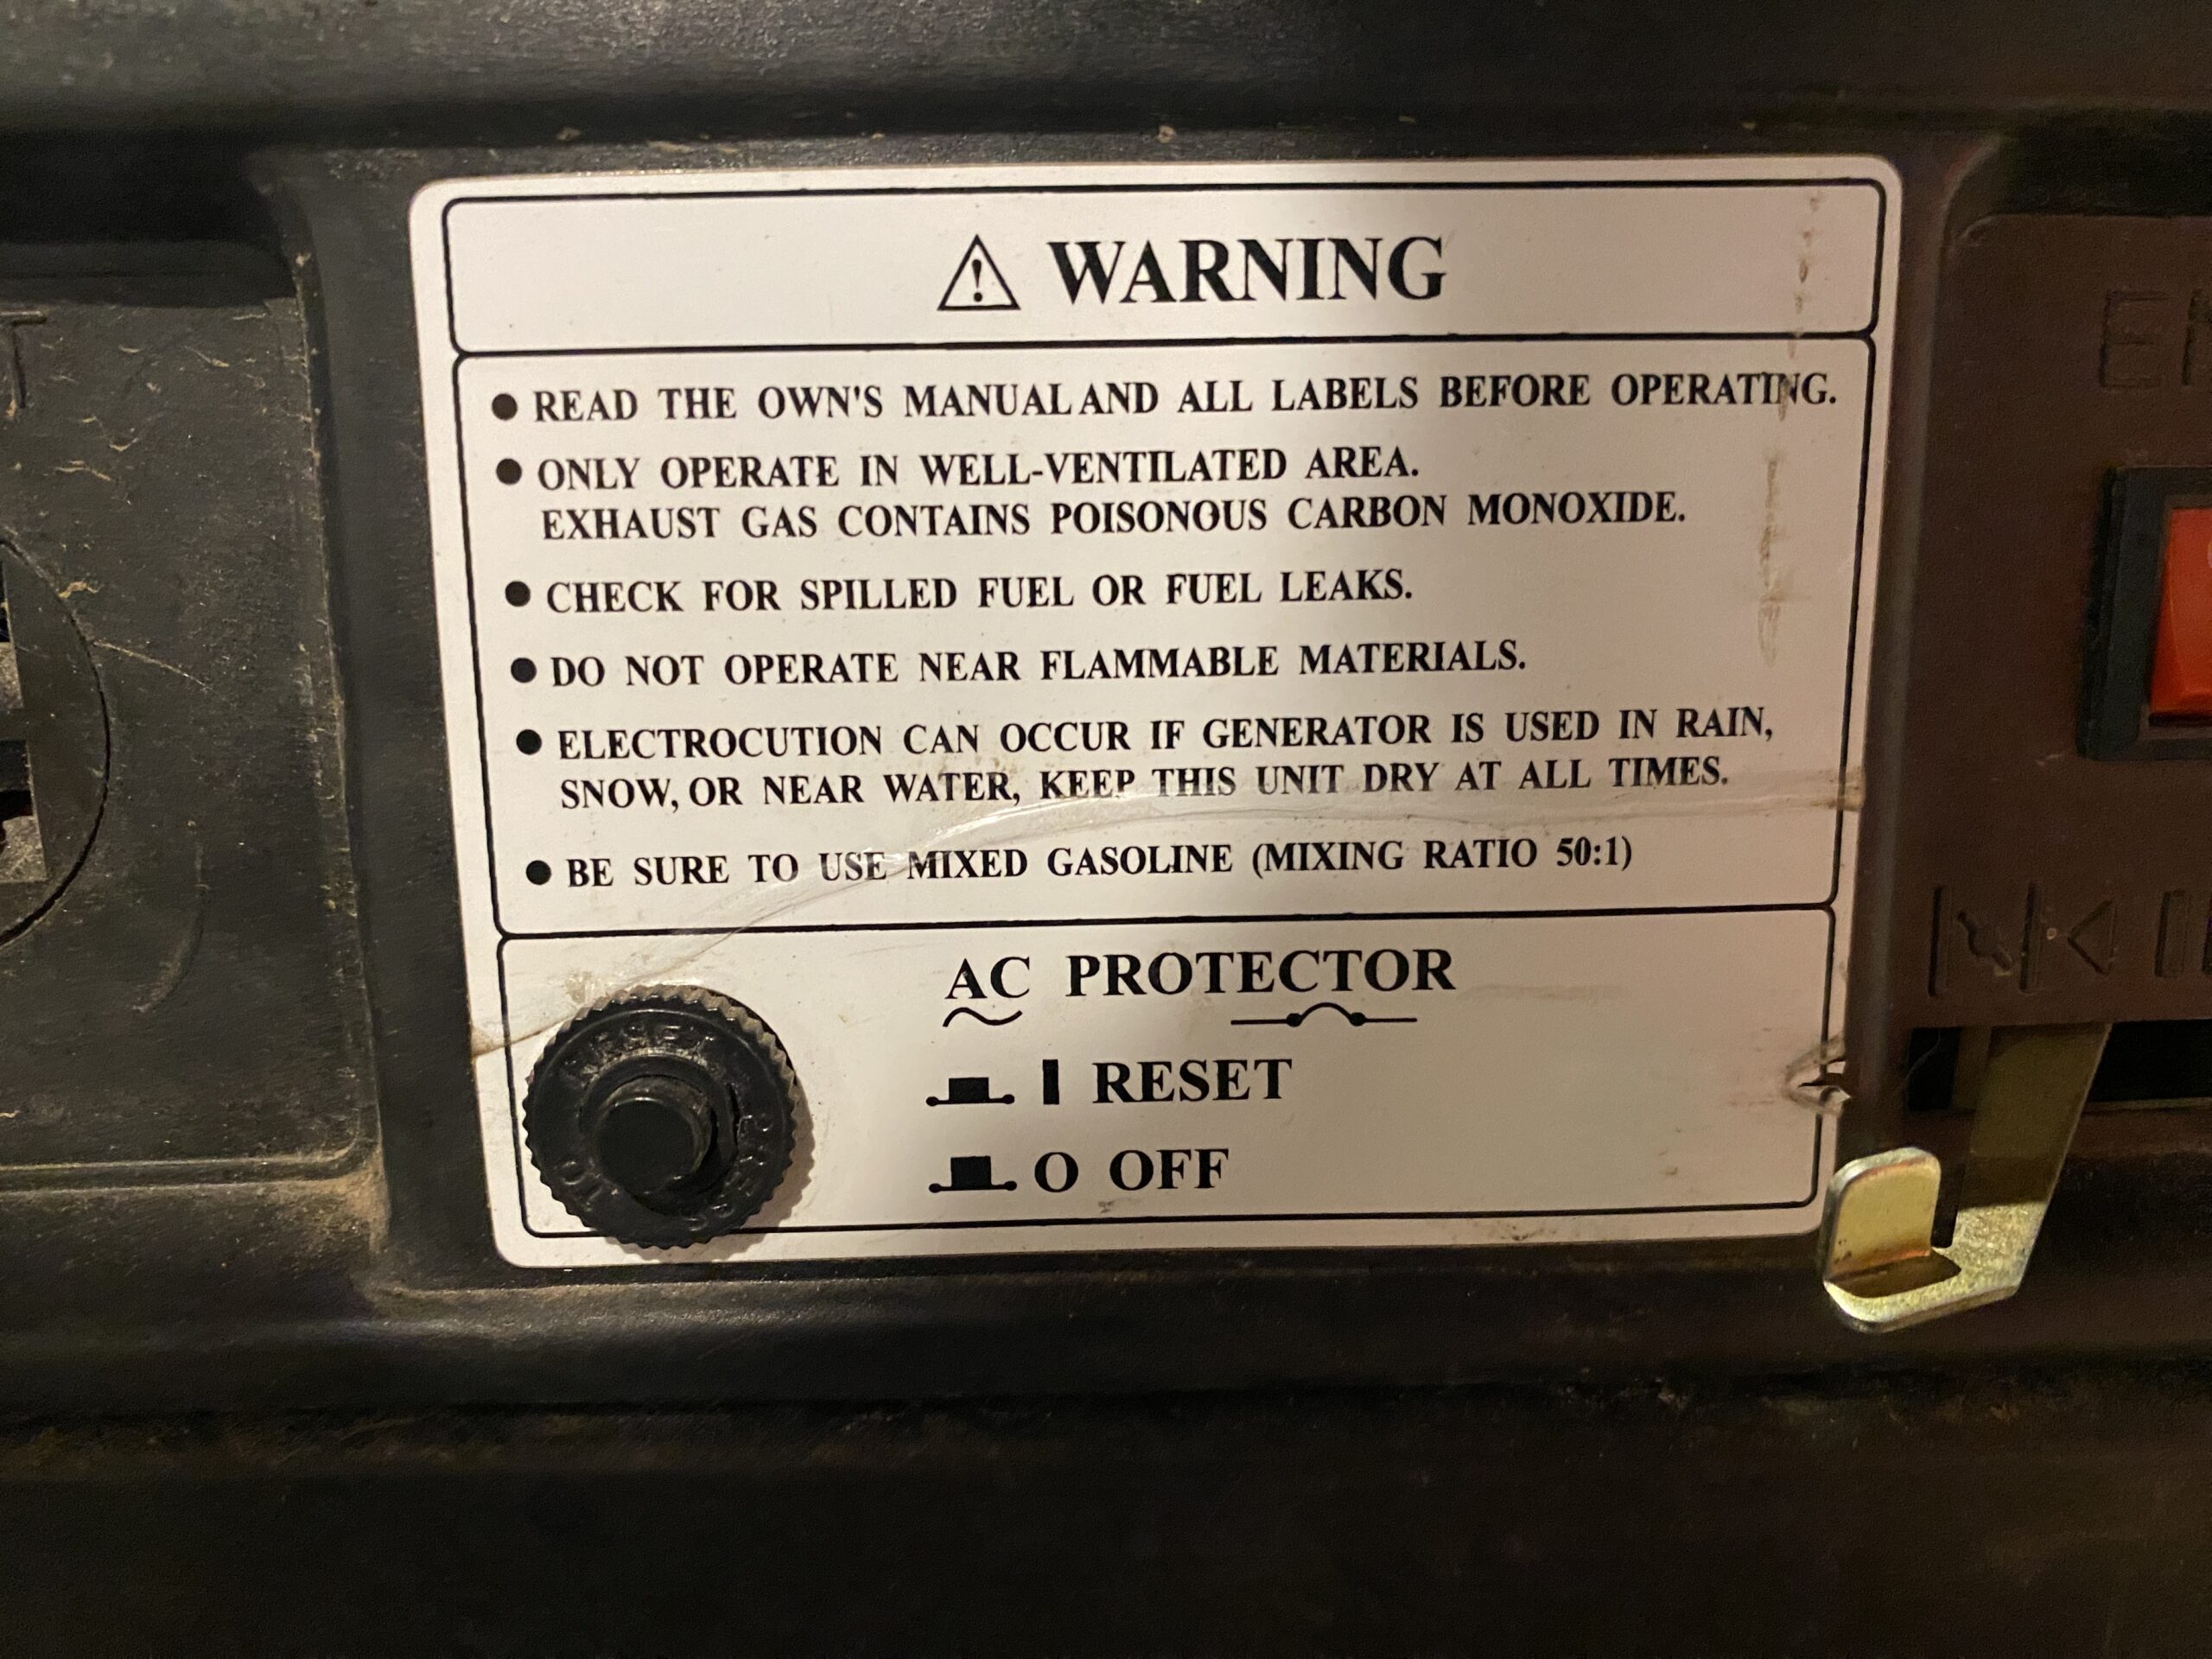 WARNING
● READ THE OWN'S MANUAL AND ALL LABELS BEFORE OPERATING.
● ONLY OPERATE IN WELL-VENTILATED AREA.
EXHAUST GAS CONTAINS POISONOUS CARBON MONOXIDE.
● CHECK FOR SPILLED FUEL OR FUEL LEAKS.
● DO NOT OPERATE NEAR FLAMMABLE MATERIALS.
● ELECTROCUTION CAN OCCUR IF GENERATOR IS USED IN RAIN,
SNOW, OR NEAR WATER, KEEP THIS UNIT DRY AT ALL TIMES.
● BE SURE TO USE MIXED GASOLINE (MIXING RATIO 50:1)
AC PROTECTOR
I RESET
O OFF